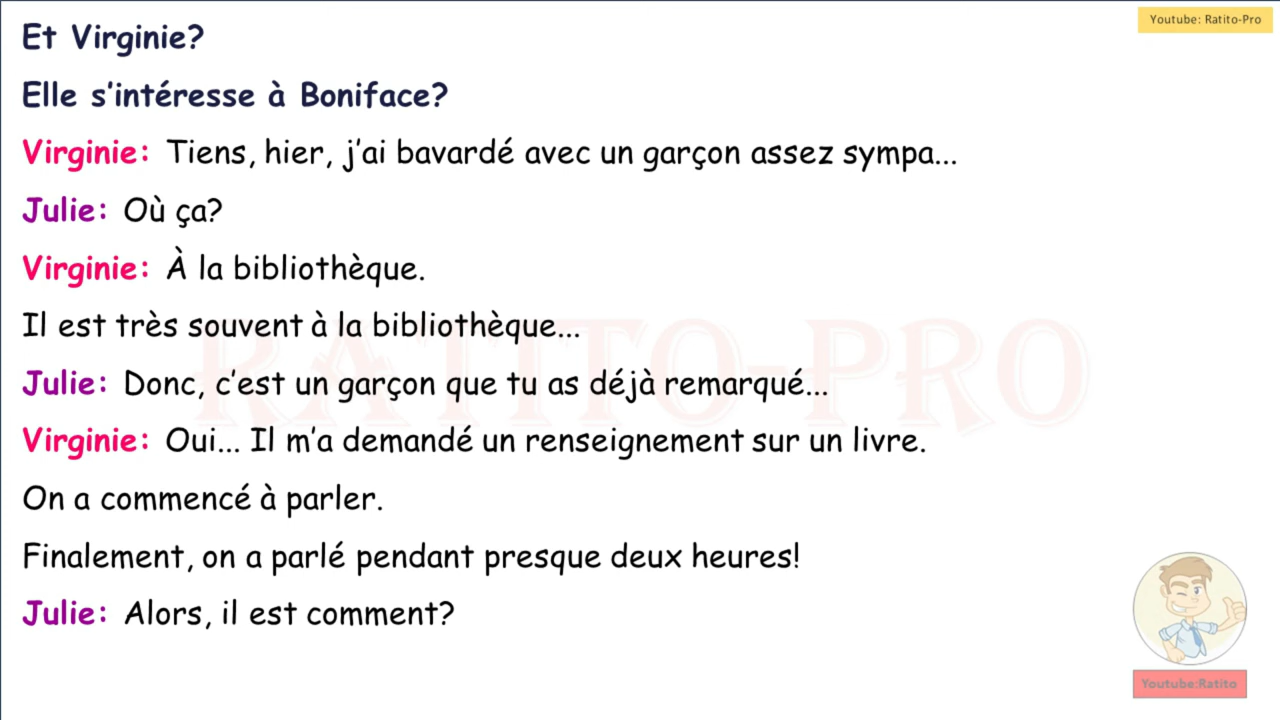 Et Virginie?
Youtube: Ratito-Pro
Elle s'intéresse à Boniface?
Virginie: Tiens, hier, j'ai bavardé avec un garçon assez sympa...
Julie: Où ça?
Virginie: À la bibliothèque.
Il est très souvent à la bibliothèque...
RATITO-PRO
Julie: Donc, c'est un garçon que tu as déjà remarqué...
Virginie: Oui... Il m'a demandé un renseignement sur un livre.
On a commencé à parler.
Finalement, on a parlé pendant presque deux heures!
Julie: Alors, il est comment?
Youtube:Ratito